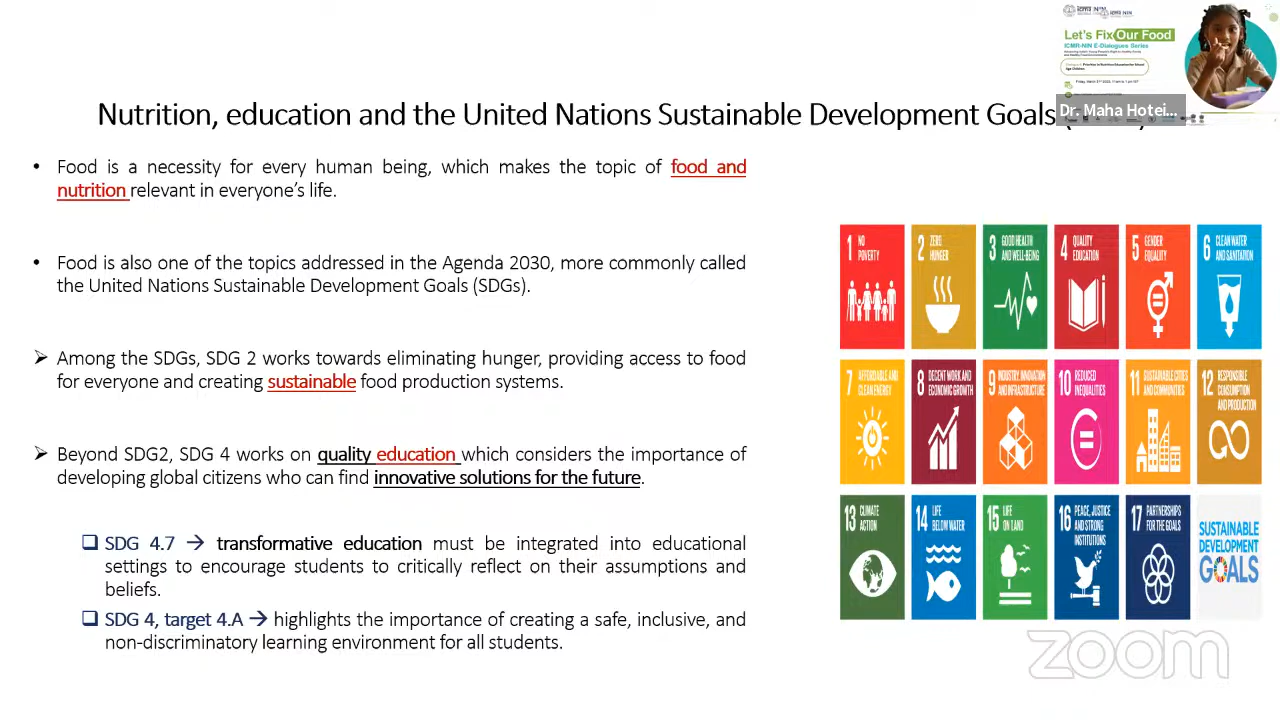 Let's Fix Our Food
ICMR-NIN E-Dialogues Series
Dr. Maha Hotei...
Nutrition, education and the United Nations Sustainable Development Goals
• Food is a necessity for every human being, which makes the topic of food and
nutrition relevant in everyone's life.
• Food is also one of the topics addressed in the Agenda 2030, more commonly called
the United Nations Sustainable Development Goals (SDGs).
➢ Among the SDGs, SDG 2 works towards eliminating hunger, providing access to food
for everyone and creating sustainable food production systems.
➢ Beyond SDG2, SDG 4 works on quality education which considers the importance of
developing global citizens who can find innovative solutions for the future.
❑ SDG 4.7 → transformative education must be integrated into educational
settings to encourage students to critically reflect on their assumptions and
beliefs.
❑ SDG 4, target 4.A → highlights the importance of creating a safe, inclusive, and
non-discriminatory learning environment for all students.
1 NO
POVERTY
2 ZERO
HUNGER
3 GOOD HEALTH
AND WELL-BEING
4 QUALITY
EDUCATION
5 GENDER
EQUALITY
6 CLEAN WATER
AND SANITATION
7 AFFORDABLE AND
CLEAN ENERGY
8 DECENT WORK AND
ECONOMIC GROWTH
9 INDUSTRY, INNOVATION
AND INFRASTRUCTURE
10 REDUCED
INEQUALITIES
11 SUSTAINABLE CITIES
AND COMMUNITIES
12 RESPONSIBLE
CONSUMPTION
AND PRODUCTION
13 CLIMATE
ACTION
14 LIFE
BELOW WATER
15 LIFE
ON LAND
16 PEACE, JUSTICE
AND STRONG
INSTITUTIONS
17 PARTNERSHIPS
FOR THE GOALS
SUSTAINABLE
DEVELOPMENT
GOALS
zoom